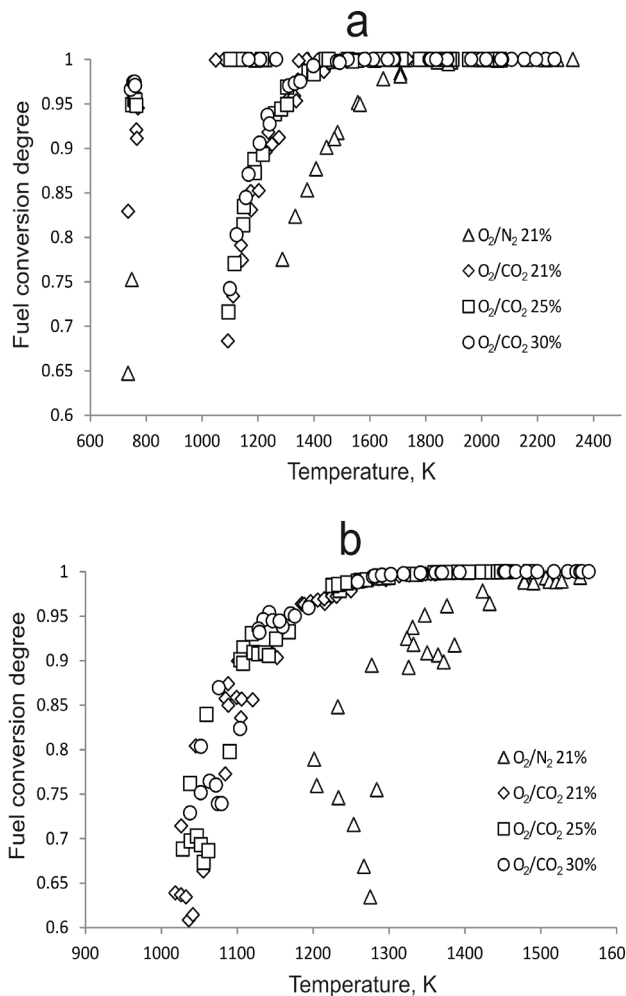 a
Fuel conversion degree
1
0.95
0.9
0.85
0.8
0.75
0.7
0.65
0.6
O₂/N₂ 21%
O₂/CO₂ 21%
O₂/CO₂ 25%
O₂/CO₂ 30%
600 800 1000 1200 1400 1600 1800 2000 2200 2400
Temperature, K
b
Fuel conversion degree
1
0.95
0.9
0.85
0.8
0.75
0.7
0.65
0.6
O₂/N₂ 21%
O₂/CO₂ 21%
O₂/CO₂ 25%
O₂/CO₂ 30%
900 1000 1100 1200 1300 1400 1500 160
Temperature, K